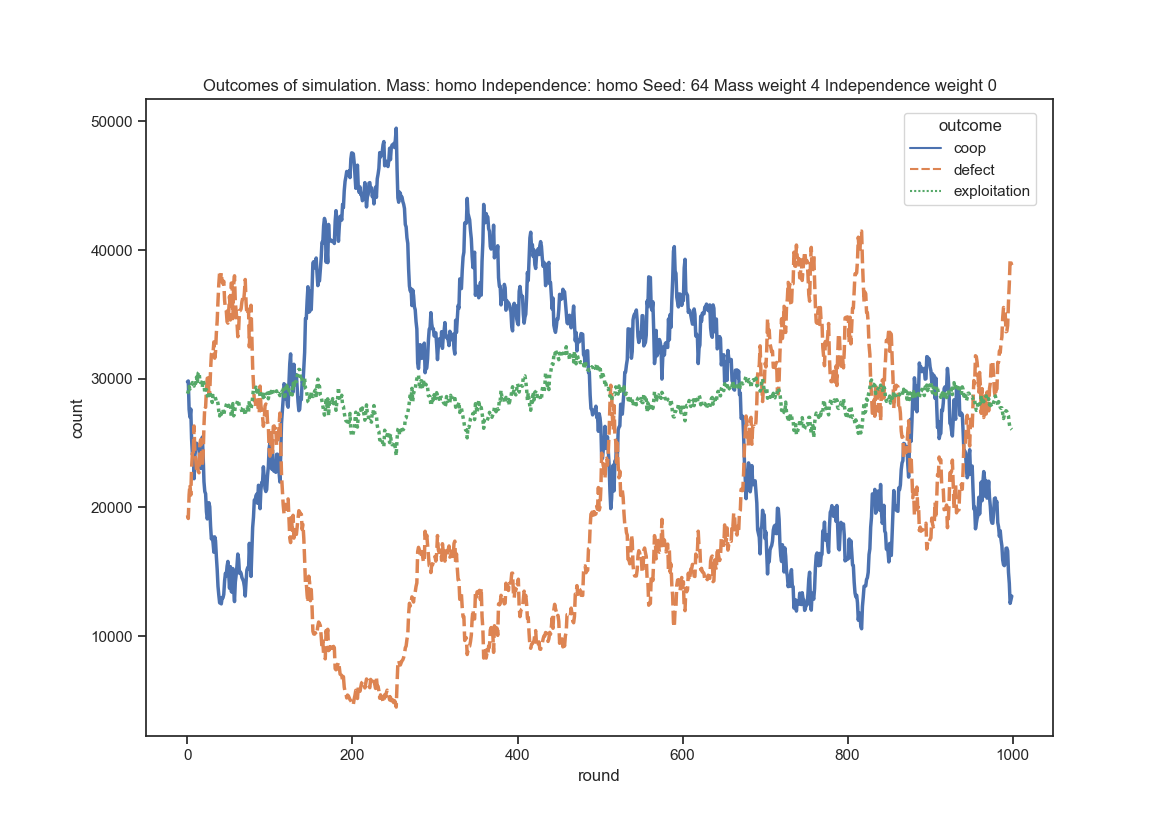 Outcomes of simulation. Mass: homo Independence: homo Seed: 64 Mass weight 4 Independence weight 0
outcome
coop
defect
exploitation
50000
40000
30000
20000
10000
count
0
200
400
600
800
1000
round